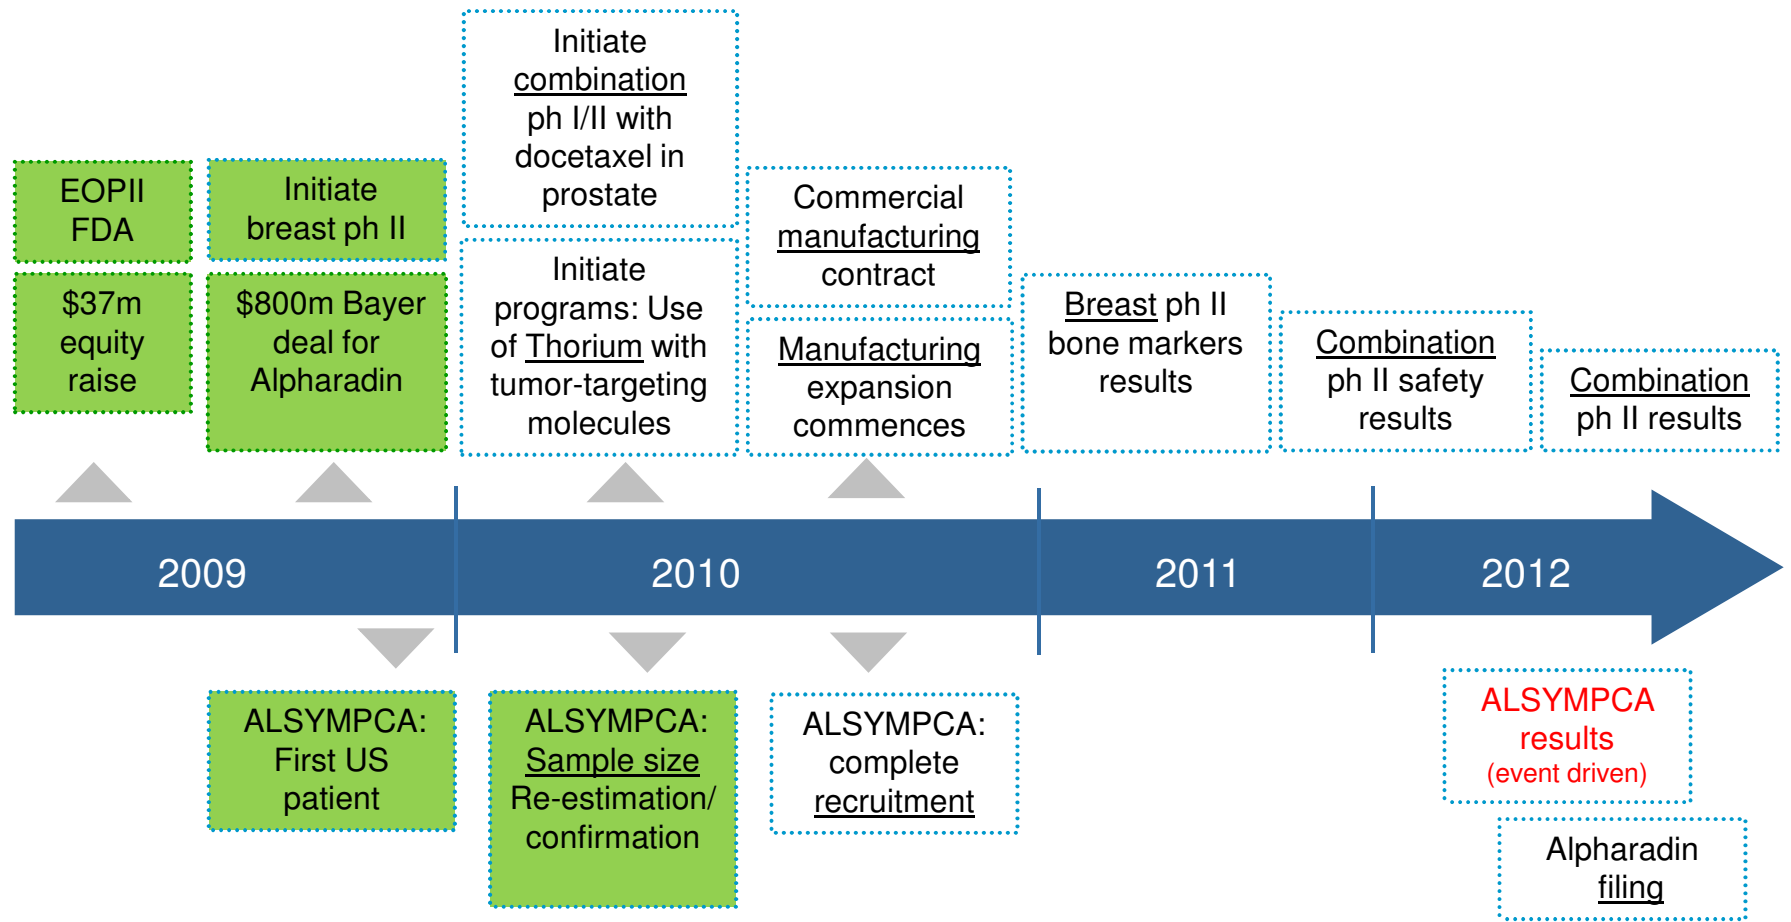 EOPII
FDA
$37m
equity
raise
Initiate
breast ph II
$800m Bayer
deal for
Alpharadin
Initiate
combination
ph I/II with
docetaxel in
prostate
Initiate
programs: Use
of Thorium with
tumor-targeting
molecules
Commercial
manufacturing
contract
Manufacturing
expansion
commences
Breast ph II
bone markers
results
Combination
ph II safety
results
Combination
ph II results
2009
2010
2011
2012
ALSYMPCA:
First US
patient
ALSYMPCA:
Sample size
Re-estimation/
confirmation
ALSYMPCA:
complete
recruitment
ALSYMPCA
results
(event driven)
Alpharadin
filing